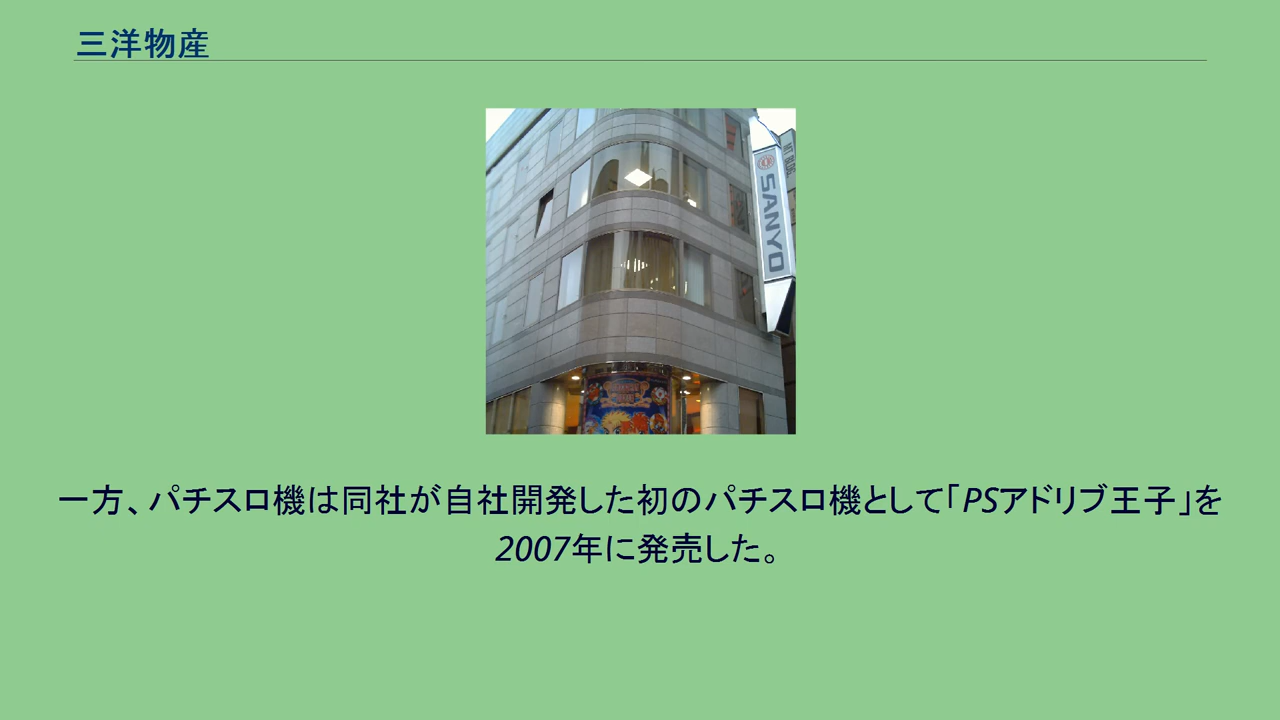 三洋物産
SANYO
一方、パチスロ機は同社が自社開発した初のパチスロ機として「PSアドリブ王子」を
2007年に発売した。